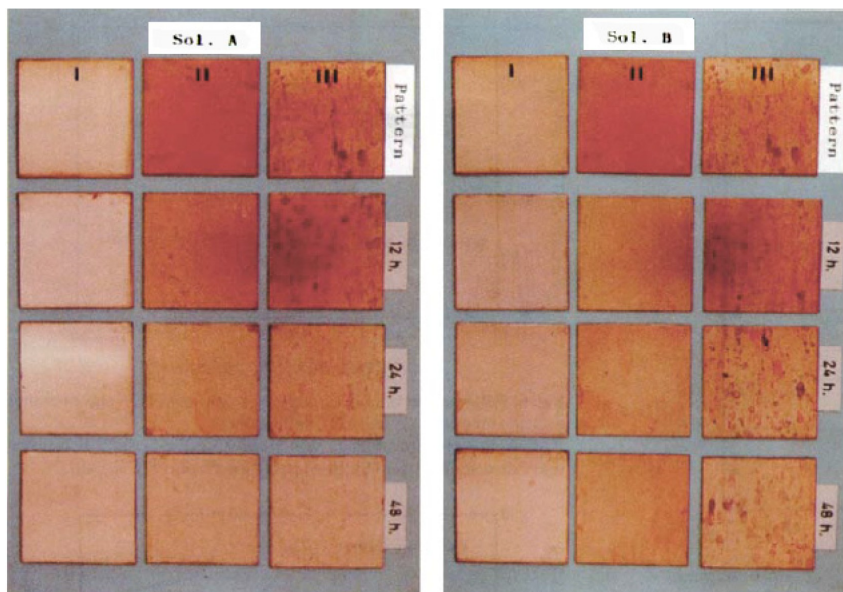 Sol. A
I II III
Pattern
12 h.
24 h.
48 h.
Sol. B
I II III
Pattern
12 h.
24 h.
48 h.